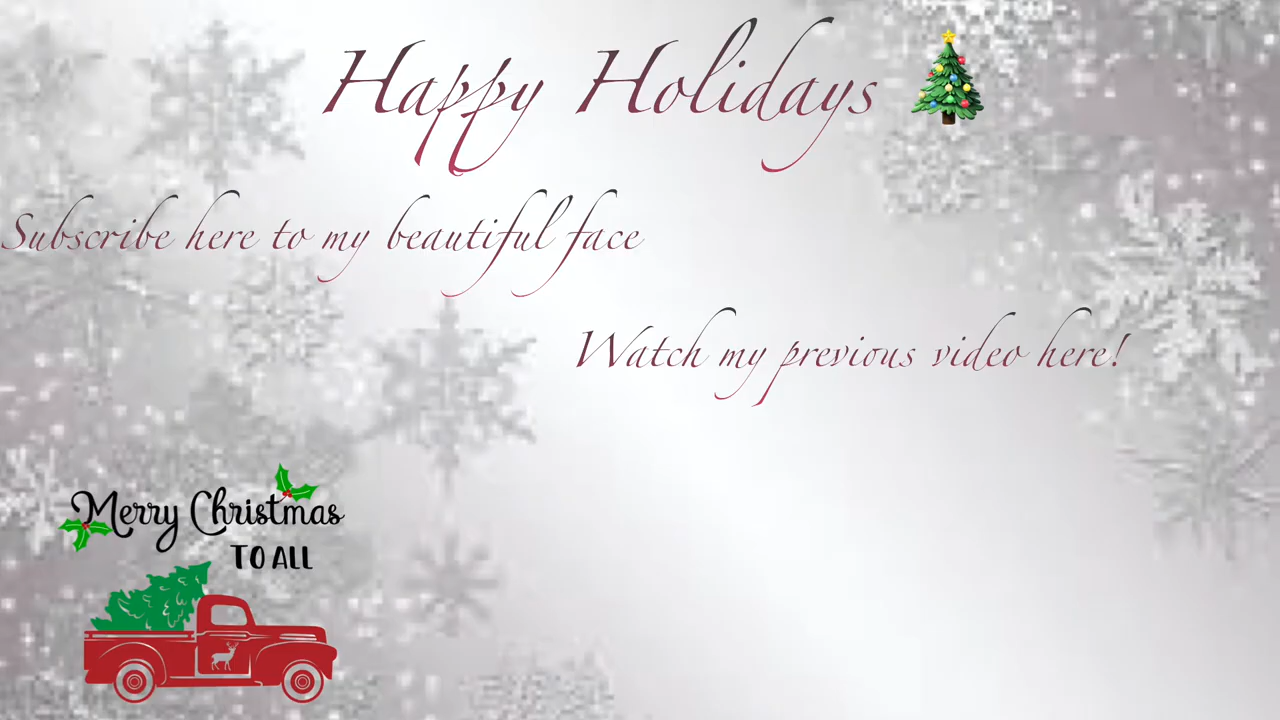 Happy Holidays 🎄
Subscribe here to my beautiful face
Watch my previous video here!
Merry Christmas
TO ALL